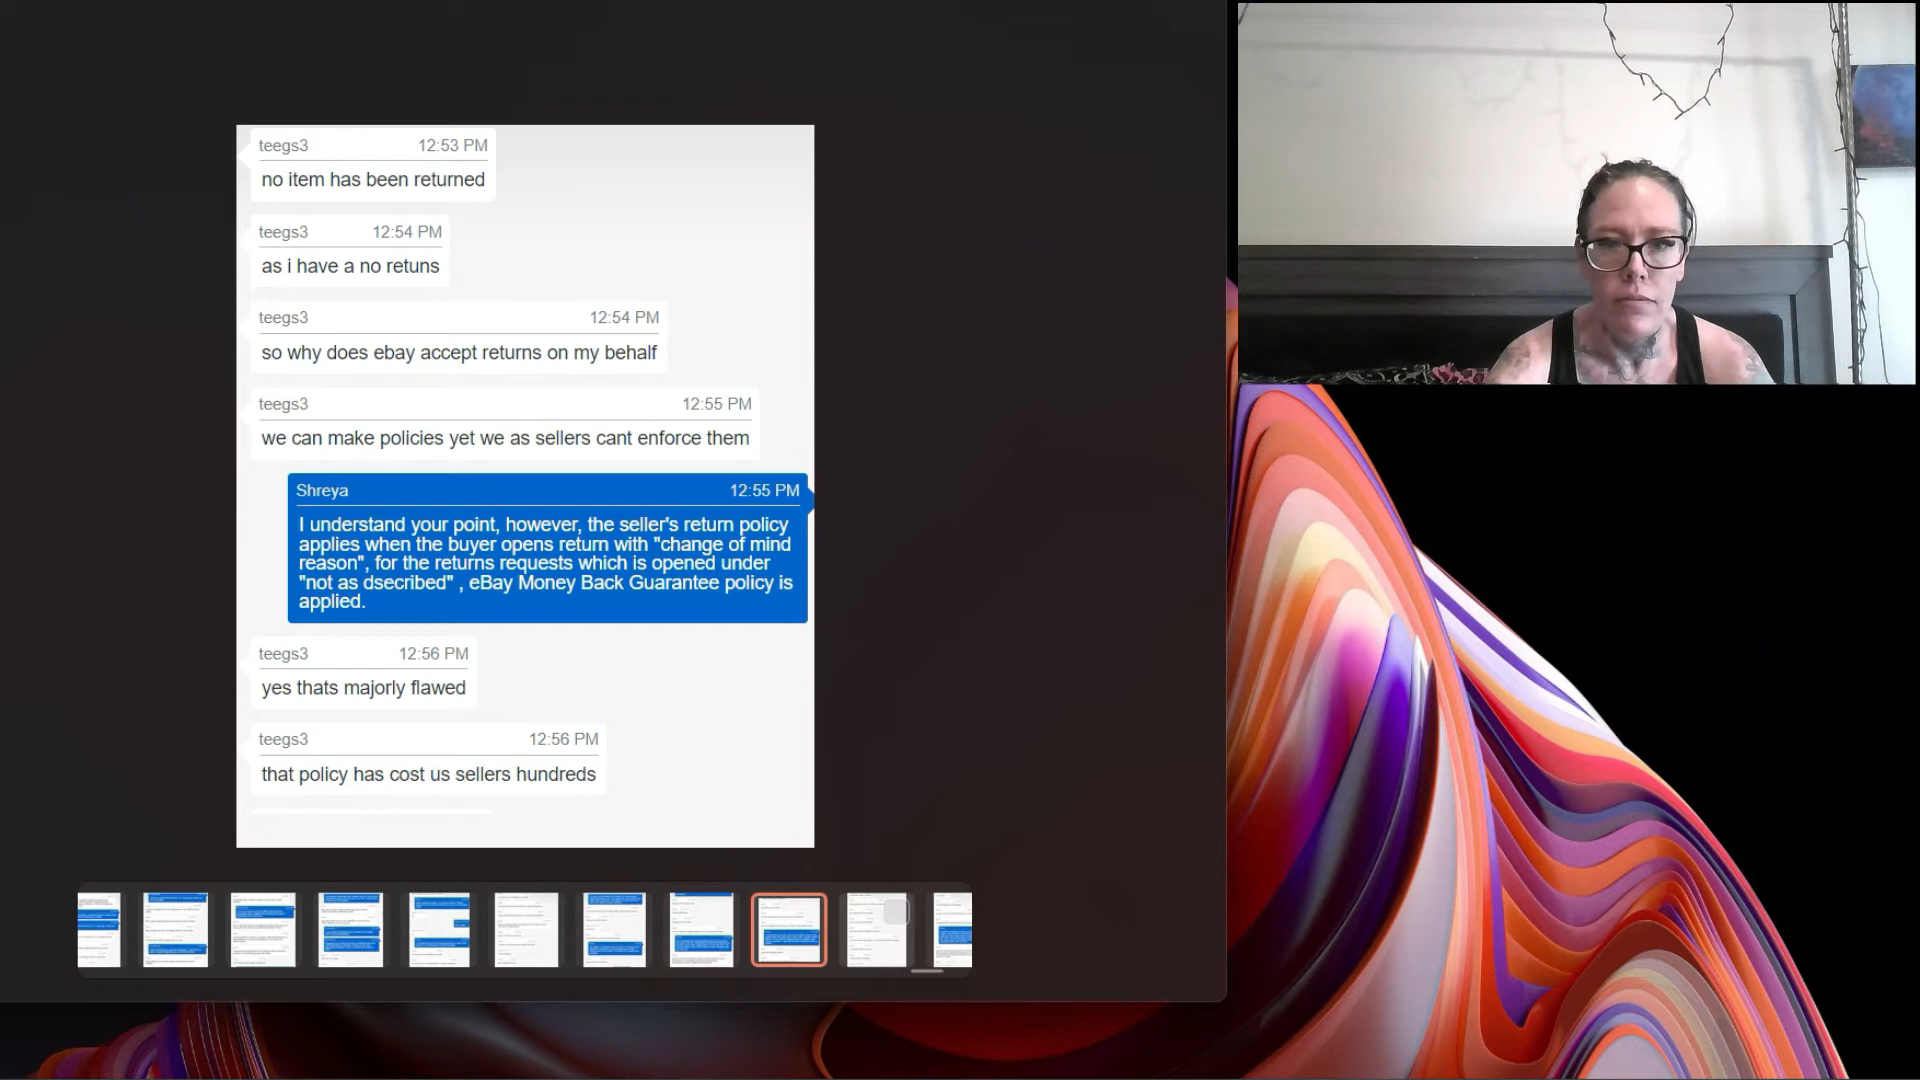 teegs3 12:53 PM
no item has been returned
teegs3 12:54 PM
as i have a no retuns
teegs3 12:54 PM
so why does ebay accept returns on my behalf
teegs3 12:55 PM
we can make policies yet we as sellers cant enforce them
Shreya 12:55 PM
I understand your point, however, the seller's return policy
applies when the buyer opens return with "change of mind
reason", for the returns requests which is opened under
"not as dsecribed" , eBay Money Back Guarantee policy is
applied.
teegs3 12:56 PM
yes thats majorly flawed
teegs3 12:56 PM
that policy has cost us sellers hundreds